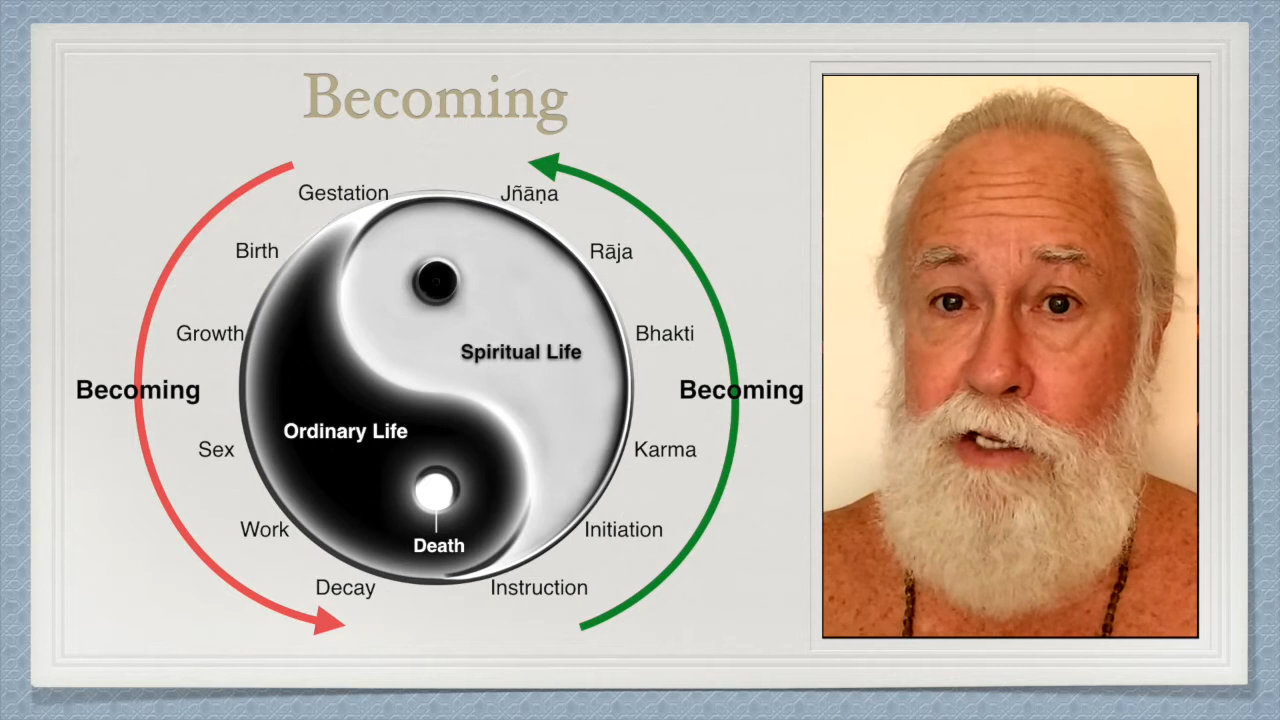 Becoming
Gestation
Jñāṇa
Birth
Rāja
Growth
Bhakti
Spiritual Life
Becoming
Becoming
Ordinary Life
Sex
Karma
Work
Initiation
Death
Decay
Instruction